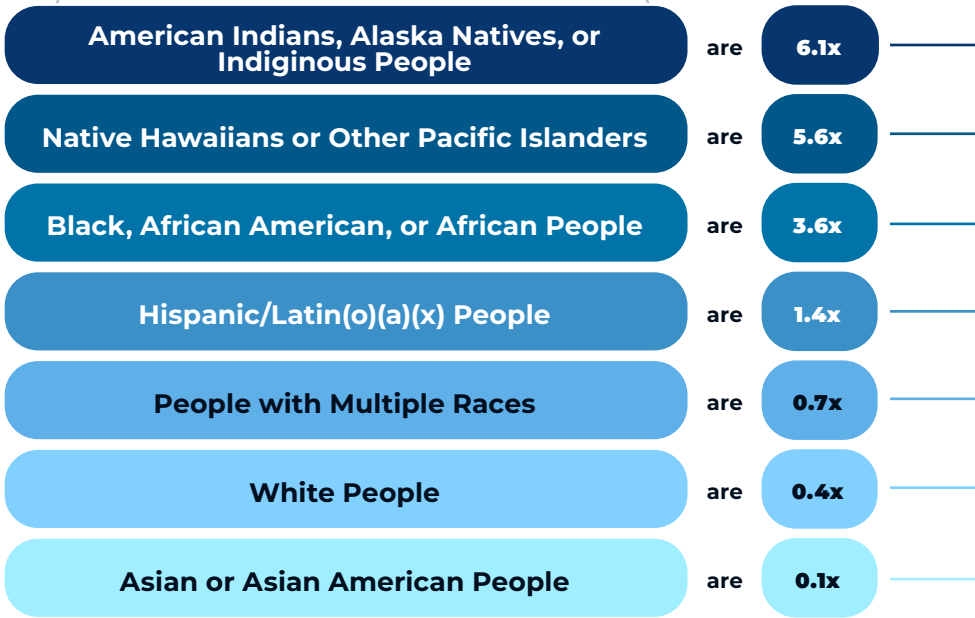 American Indians, Alaska Natives, or
Indiginous People are 6.1x
Native Hawaiians or Other Pacific Islanders are 5.6x
Black, African American, or African People are 3.6x
Hispanic/Latin(o)(a)(x) People are 1.4x
People with Multiple Races are 0.7x
White People are 0.4x
Asian or Asian American People are 0.1x